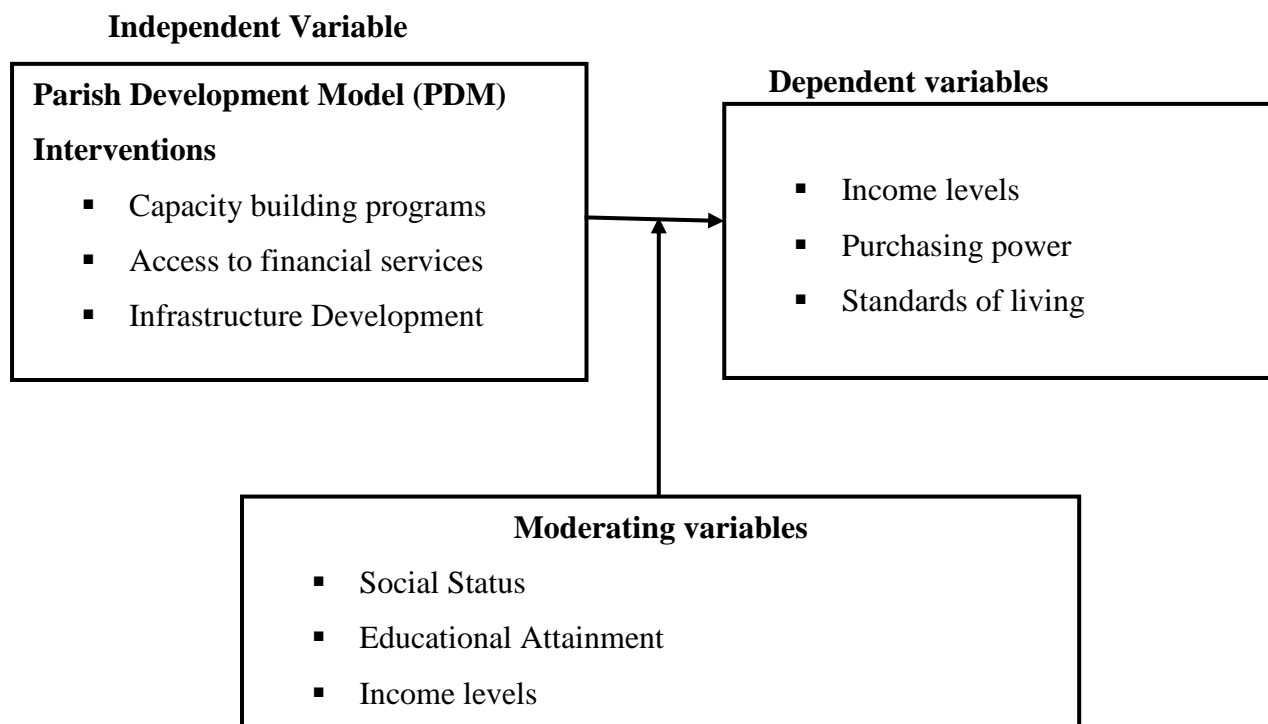 Independent Variable
Parish Development Model (PDM)
Interventions
▪ Capacity building programs
▪ Access to financial services
▪ Infrastructure Development
Dependent variables
▪ Income levels
▪ Purchasing power
▪ Standards of living
Moderating variables
▪ Social Status
▪ Educational Attainment
▪ Income levels